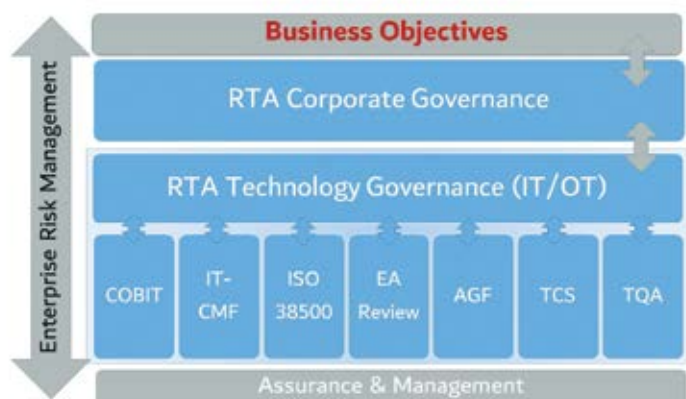 Business Objectives
RTA Corporate Governance
RTA Technology Governance (IT/OT)
COBIT
IT-
CMF
ISO
38500
EA
Review
AGF
TCS
TQA
Assurance & Management
Enterprise Risk Management